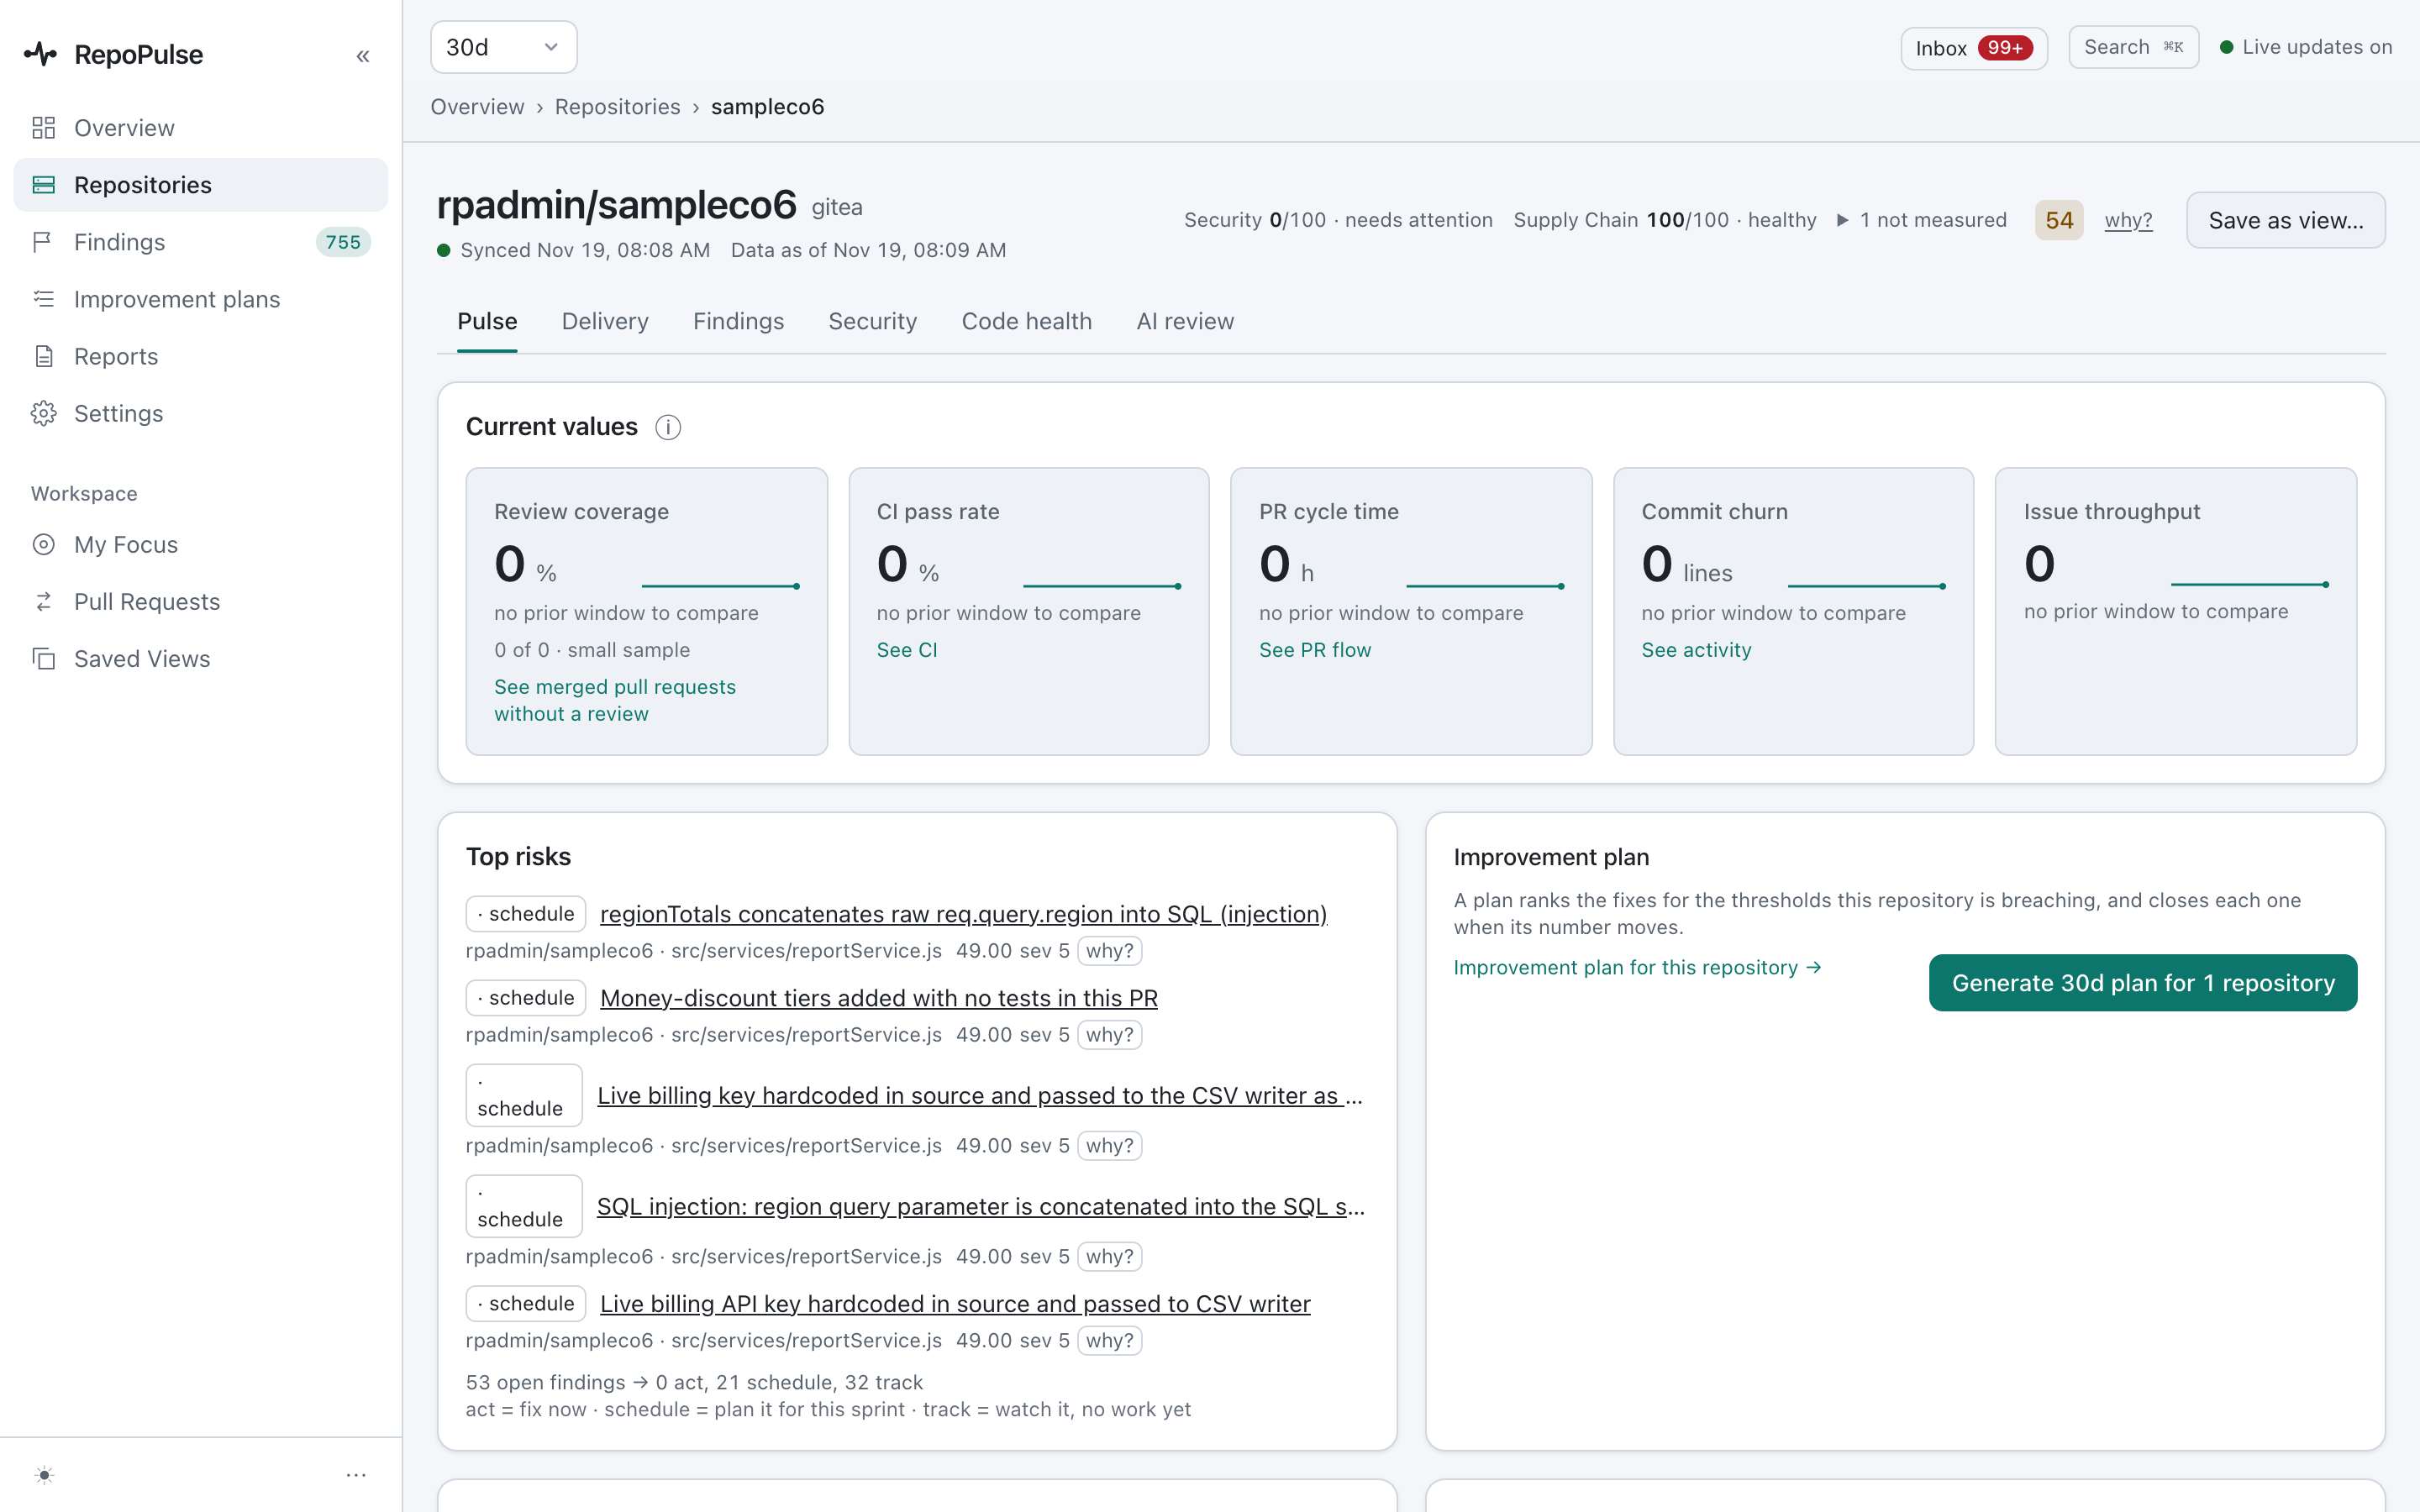 RepoPulse
«
Overview
Repositories
Findings 755
Improvement plans
Reports
Settings
Workspace
My Focus
Pull Requests
Saved Views
...
30d
Inbox 99+
Search ⌘K
Live updates on
Overview › Repositories › sampleco6
rpadmin/sampleco6 gitea
Synced Nov 19, 08:08 AM Data as of Nov 19, 08:09 AM
Security 0/100 · needs attention Supply Chain 100/100 · healthy ▶ 1 not measured 54 why? Save as view...
Pulse Delivery Findings Security Code health AI review
Current values i
Review coverage
0 %
no prior window to compare
0 of 0 · small sample
See merged pull requests
without a review
CI pass rate
0 %
no prior window to compare
See CI
PR cycle time
0 h
no prior window to compare
See PR flow
Commit churn
0 lines
no prior window to compare
See activity
Issue throughput
0
no prior window to compare
Top risks
· schedule regionTotals concatenates raw req.query.region into SQL (injection)
rpadmin/sampleco6 · src/services/reportService.js 49.00 sev 5 why?
· schedule Money-discount tiers added with no tests in this PR
rpadmin/sampleco6 · src/services/reportService.js 49.00 sev 5 why?
· schedule Live billing key hardcoded in source and passed to the CSV writer as ...
rpadmin/sampleco6 · src/services/reportService.js 49.00 sev 5 why?
· schedule SQL injection: region query parameter is concatenated into the SQL s...
rpadmin/sampleco6 · src/services/reportService.js 49.00 sev 5 why?
· schedule Live billing API key hardcoded in source and passed to CSV writer
rpadmin/sampleco6 · src/services/reportService.js 49.00 sev 5 why?
53 open findings → 0 act, 21 schedule, 32 track
act = fix now · schedule = plan it for this sprint · track = watch it, no work yet
Improvement plan
A plan ranks the fixes for the thresholds this repository is breaching, and closes each one
when its number moves.
Improvement plan for this repository →
Generate 30d plan for 1 repository